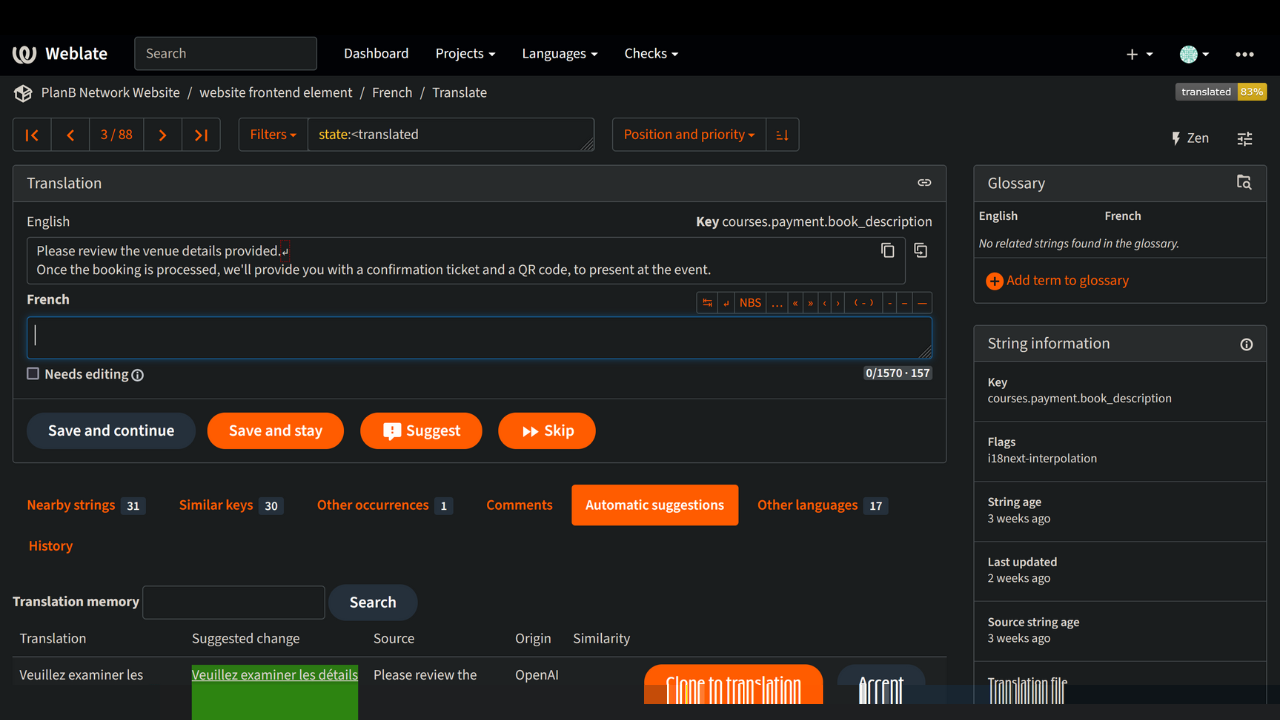 Weblate
Search
Dashboard
Projects
Languages
Checks
PlanB Network Website / website frontend element / French / Translate
translated 83%
3 / 88
Filters
state:<translated
Position and priority
Zen
Translation
English
Key courses.payment.book_description
Please review the venue details provided.↵
Once the booking is processed, we'll provide you with a confirmation ticket and a QR code, to present at the event.
French
↹ ↵ NBS … « » ‹ › ( - ) - – —
Needs editing
0/1570 · 157
Save and continue
Save and stay
Suggest
Skip
Nearby strings 31
Similar keys 30
Other occurrences 1
Comments
Automatic suggestions
Other languages 17
History
Translation memory
Search
Translation
Suggested change
Source
Origin
Similarity
Veuillez examiner les
Veuillez examiner les détails
Please review the
OpenAI
Clone to translation
Accept
Glossary
English
French
No related strings found in the glossary.
Add term to glossary
String information
Key
courses.payment.book_description
Flags
i18next-interpolation
String age
3 weeks ago
Last updated
2 weeks ago
Source string age
3 weeks ago
Translation file